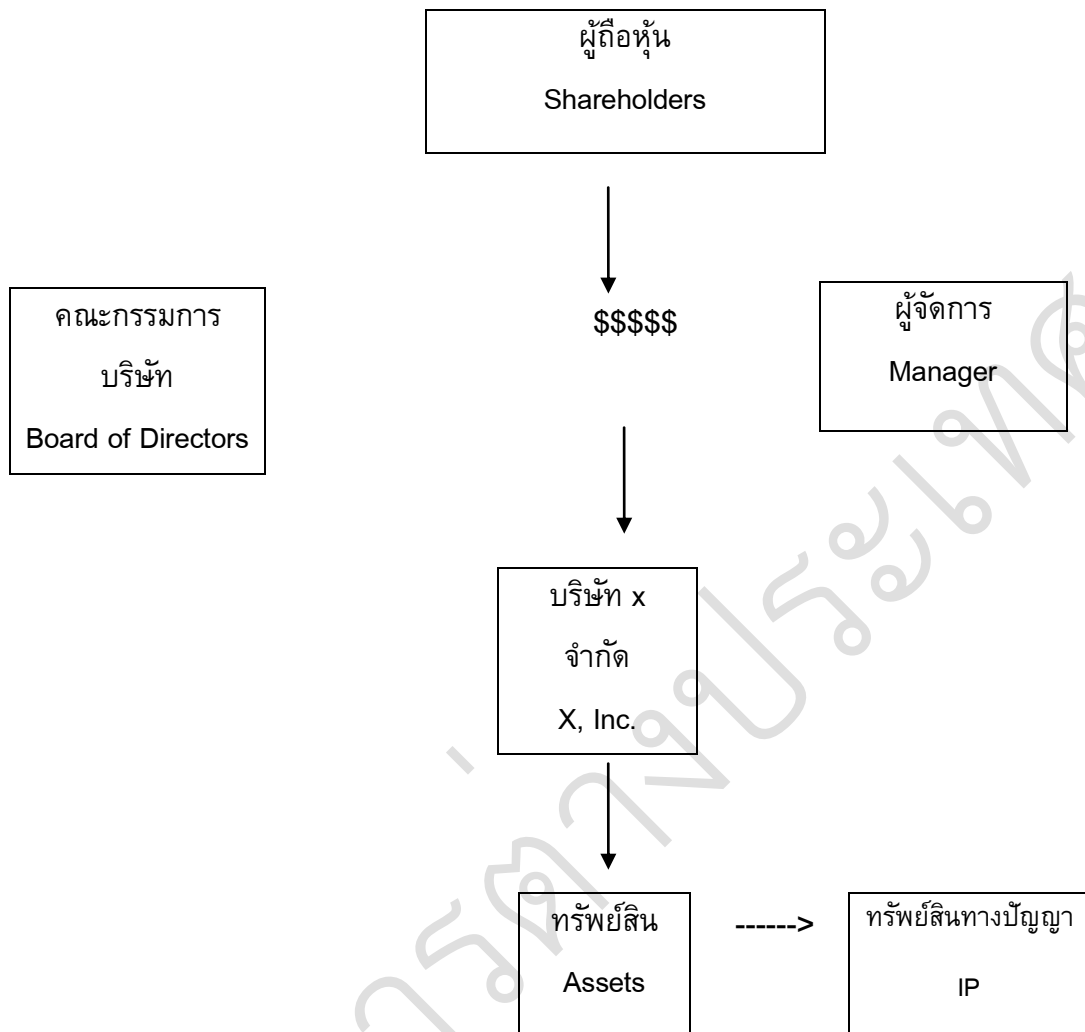 ผู้ถือหุ้น
Shareholders
$$$$$
คณะกรรมการ
บริษัท
Board of Directors
ผู้จัดการ
Manager
บริษัท x
จำกัด
X, Inc.
ทรัพย์สิน
Assets
------>
ทรัพย์สินทางปัญญา
IP